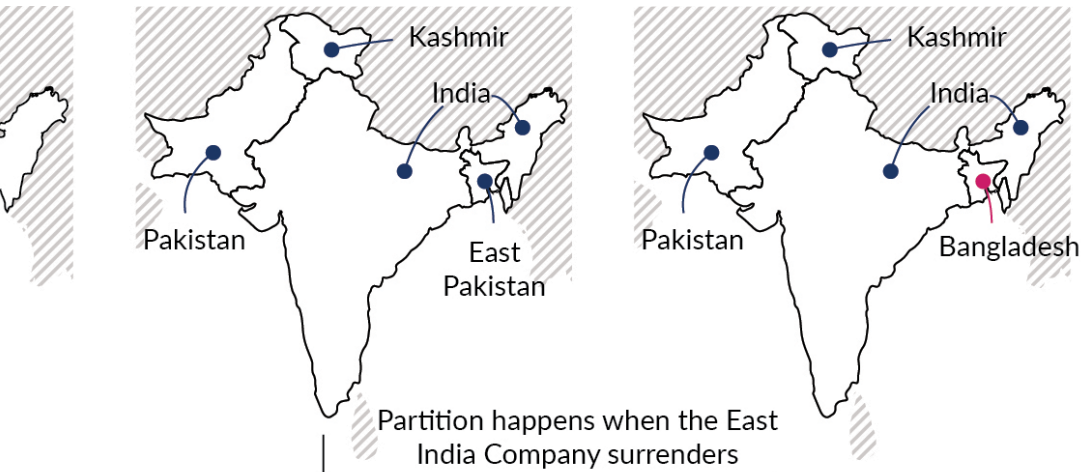 Kashmir
India
Pakistan
East
Pakistan
Kashmir
India
Pakistan
Bangladesh
Partition happens when the East
India Company surrenders